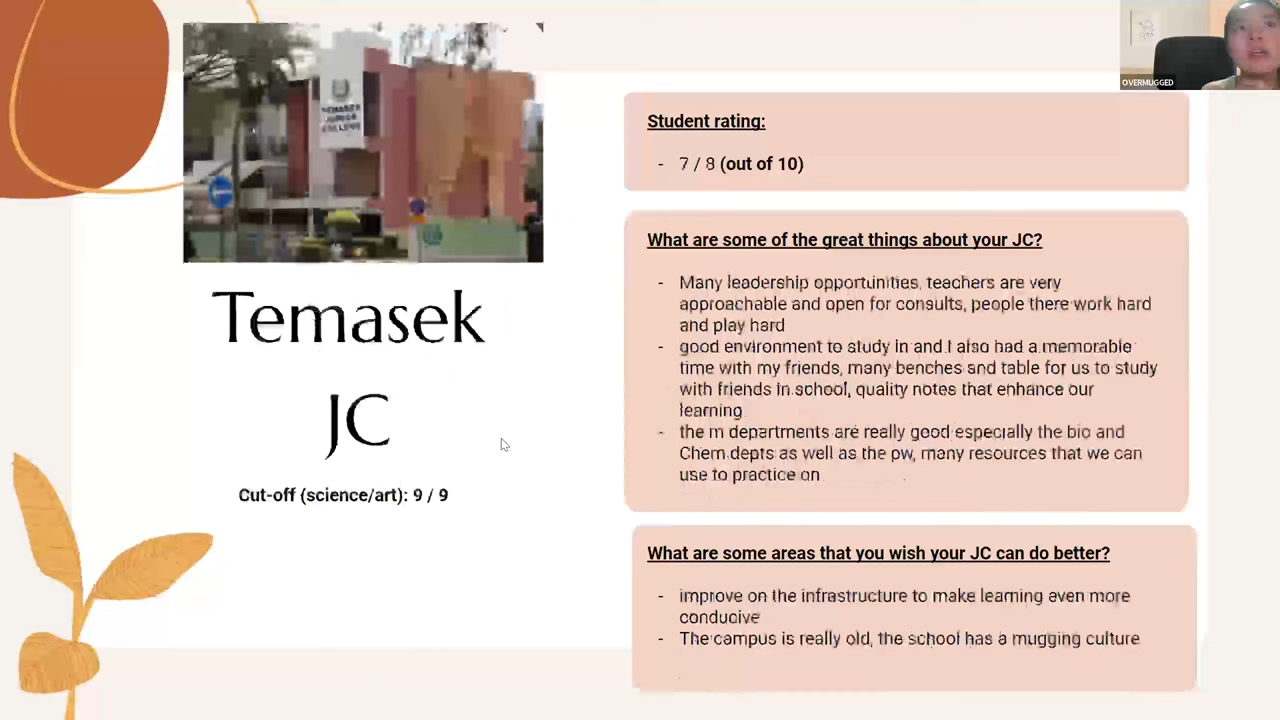 OVERMUGGED
TEMASEK
JUNIOR
COLLEGE
Temasek
JC
Cut-off (science/art): 9 / 9
Student rating:
- 7 / 8 (out of 10)
What are some of the great things about your JC?
- Many leadership opportunities, teachers are very
approachable and open for consults, people there work hard
and play hard
- good environment to study in and I also had a memorable
time with my friends, many benches and table for us to study
with friends in school, quality notes that enhance our
learning
- the m departments are really good especially the bio and
Chem depts as well as the pw, many resources that we can
use to practice on
What are some areas that you wish your JC can do better?
- improve on the infrastructure to make learning even more
conducive
- The campus is really old, the school has a mugging culture